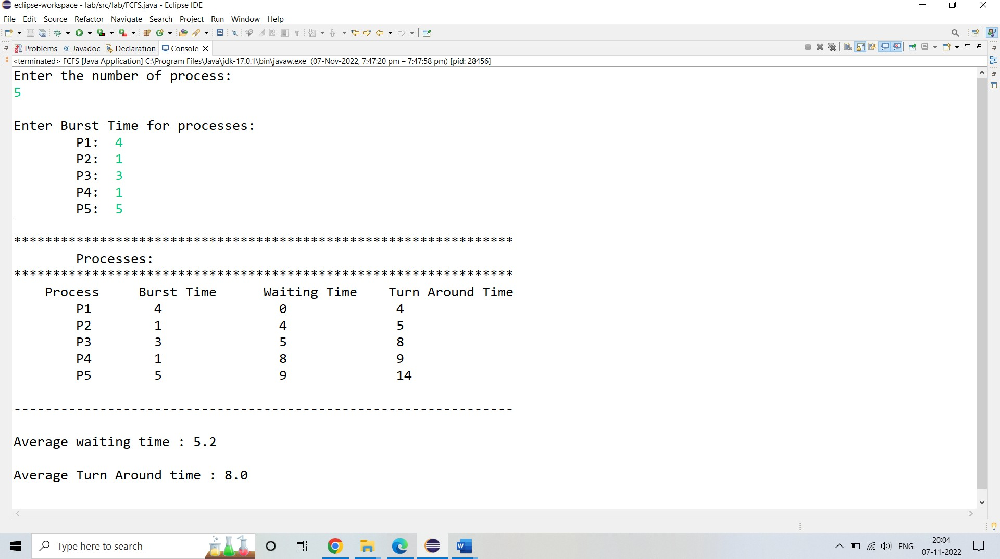 eclipse-workspace - lab/src/lab/FCFS.java - Eclipse IDE
File Edit Source Refactor Navigate Search Project Run Window Help
Problems @ Javadoc Declaration Console
<terminated> FCFS [Java Application] C:\Program Files\Java\jdk-17.0.1\bin\javaw.exe (07-Nov-2022, 7:47:20 pm – 7:47:58 pm) [pid: 28456]
Enter the number of process:
5
Enter Burst Time for processes:
P1: 4
P2: 1
P3: 3
P4: 1
P5: 5
****************************************************************
Processes:
****************************************************************
Process Burst Time Waiting Time Turn Around Time
P1 4 0 4
P2 1 4 5
P3 3 5 8
P4 1 8 9
P5 5 9 14
----------------------------------------------------------------
Average waiting time : 5.2
Average Turn Around time : 8.0
Type here to search
ENG
20:04
07-11-2022